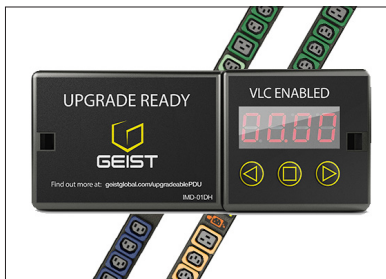 UPGRADE READY
GEIST
Find out more at: geistglobal.com/upgradeablePDU
IMD-01DH
VLC ENABLED
00.00